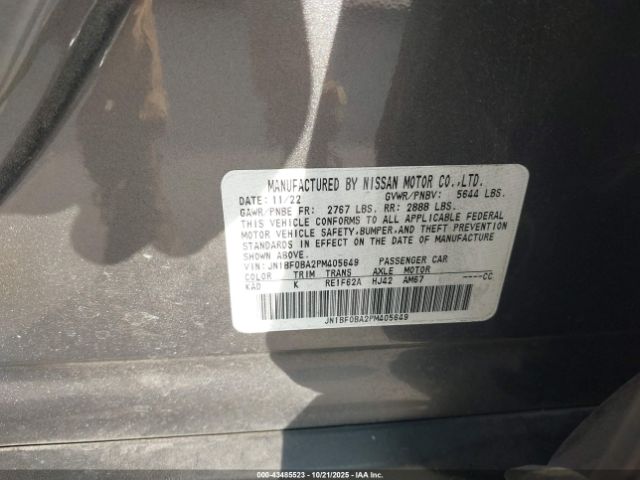 MANUFACTURED BY NISSAN MOTOR CO.,LTD.
DATE: 11/22 GVWR/PNBV: 5644 LBS.
GAWR/PNBE FR: 2767 LBS. RR: 2888 LBS.
THIS VEHICLE CONFORMS TO ALL APPLICABLE FEDERAL
MOTOR VEHICLE SAFETY, BUMPER, AND THEFT PREVENTION
STANDARDS IN EFFECT ON THE DATE OF MANUFACTURE
SHOWN ABOVE.
VIN: JN1BF0BA2PM405649 PASSENGER CAR
COLOR TRIM TRANS AXLE MOTOR
KAD K RE1F62A HJ42 AM67 ----CC
JN1BF0BA2PM405649
00-43485523 - 10/21/2025 - IAAI.COM